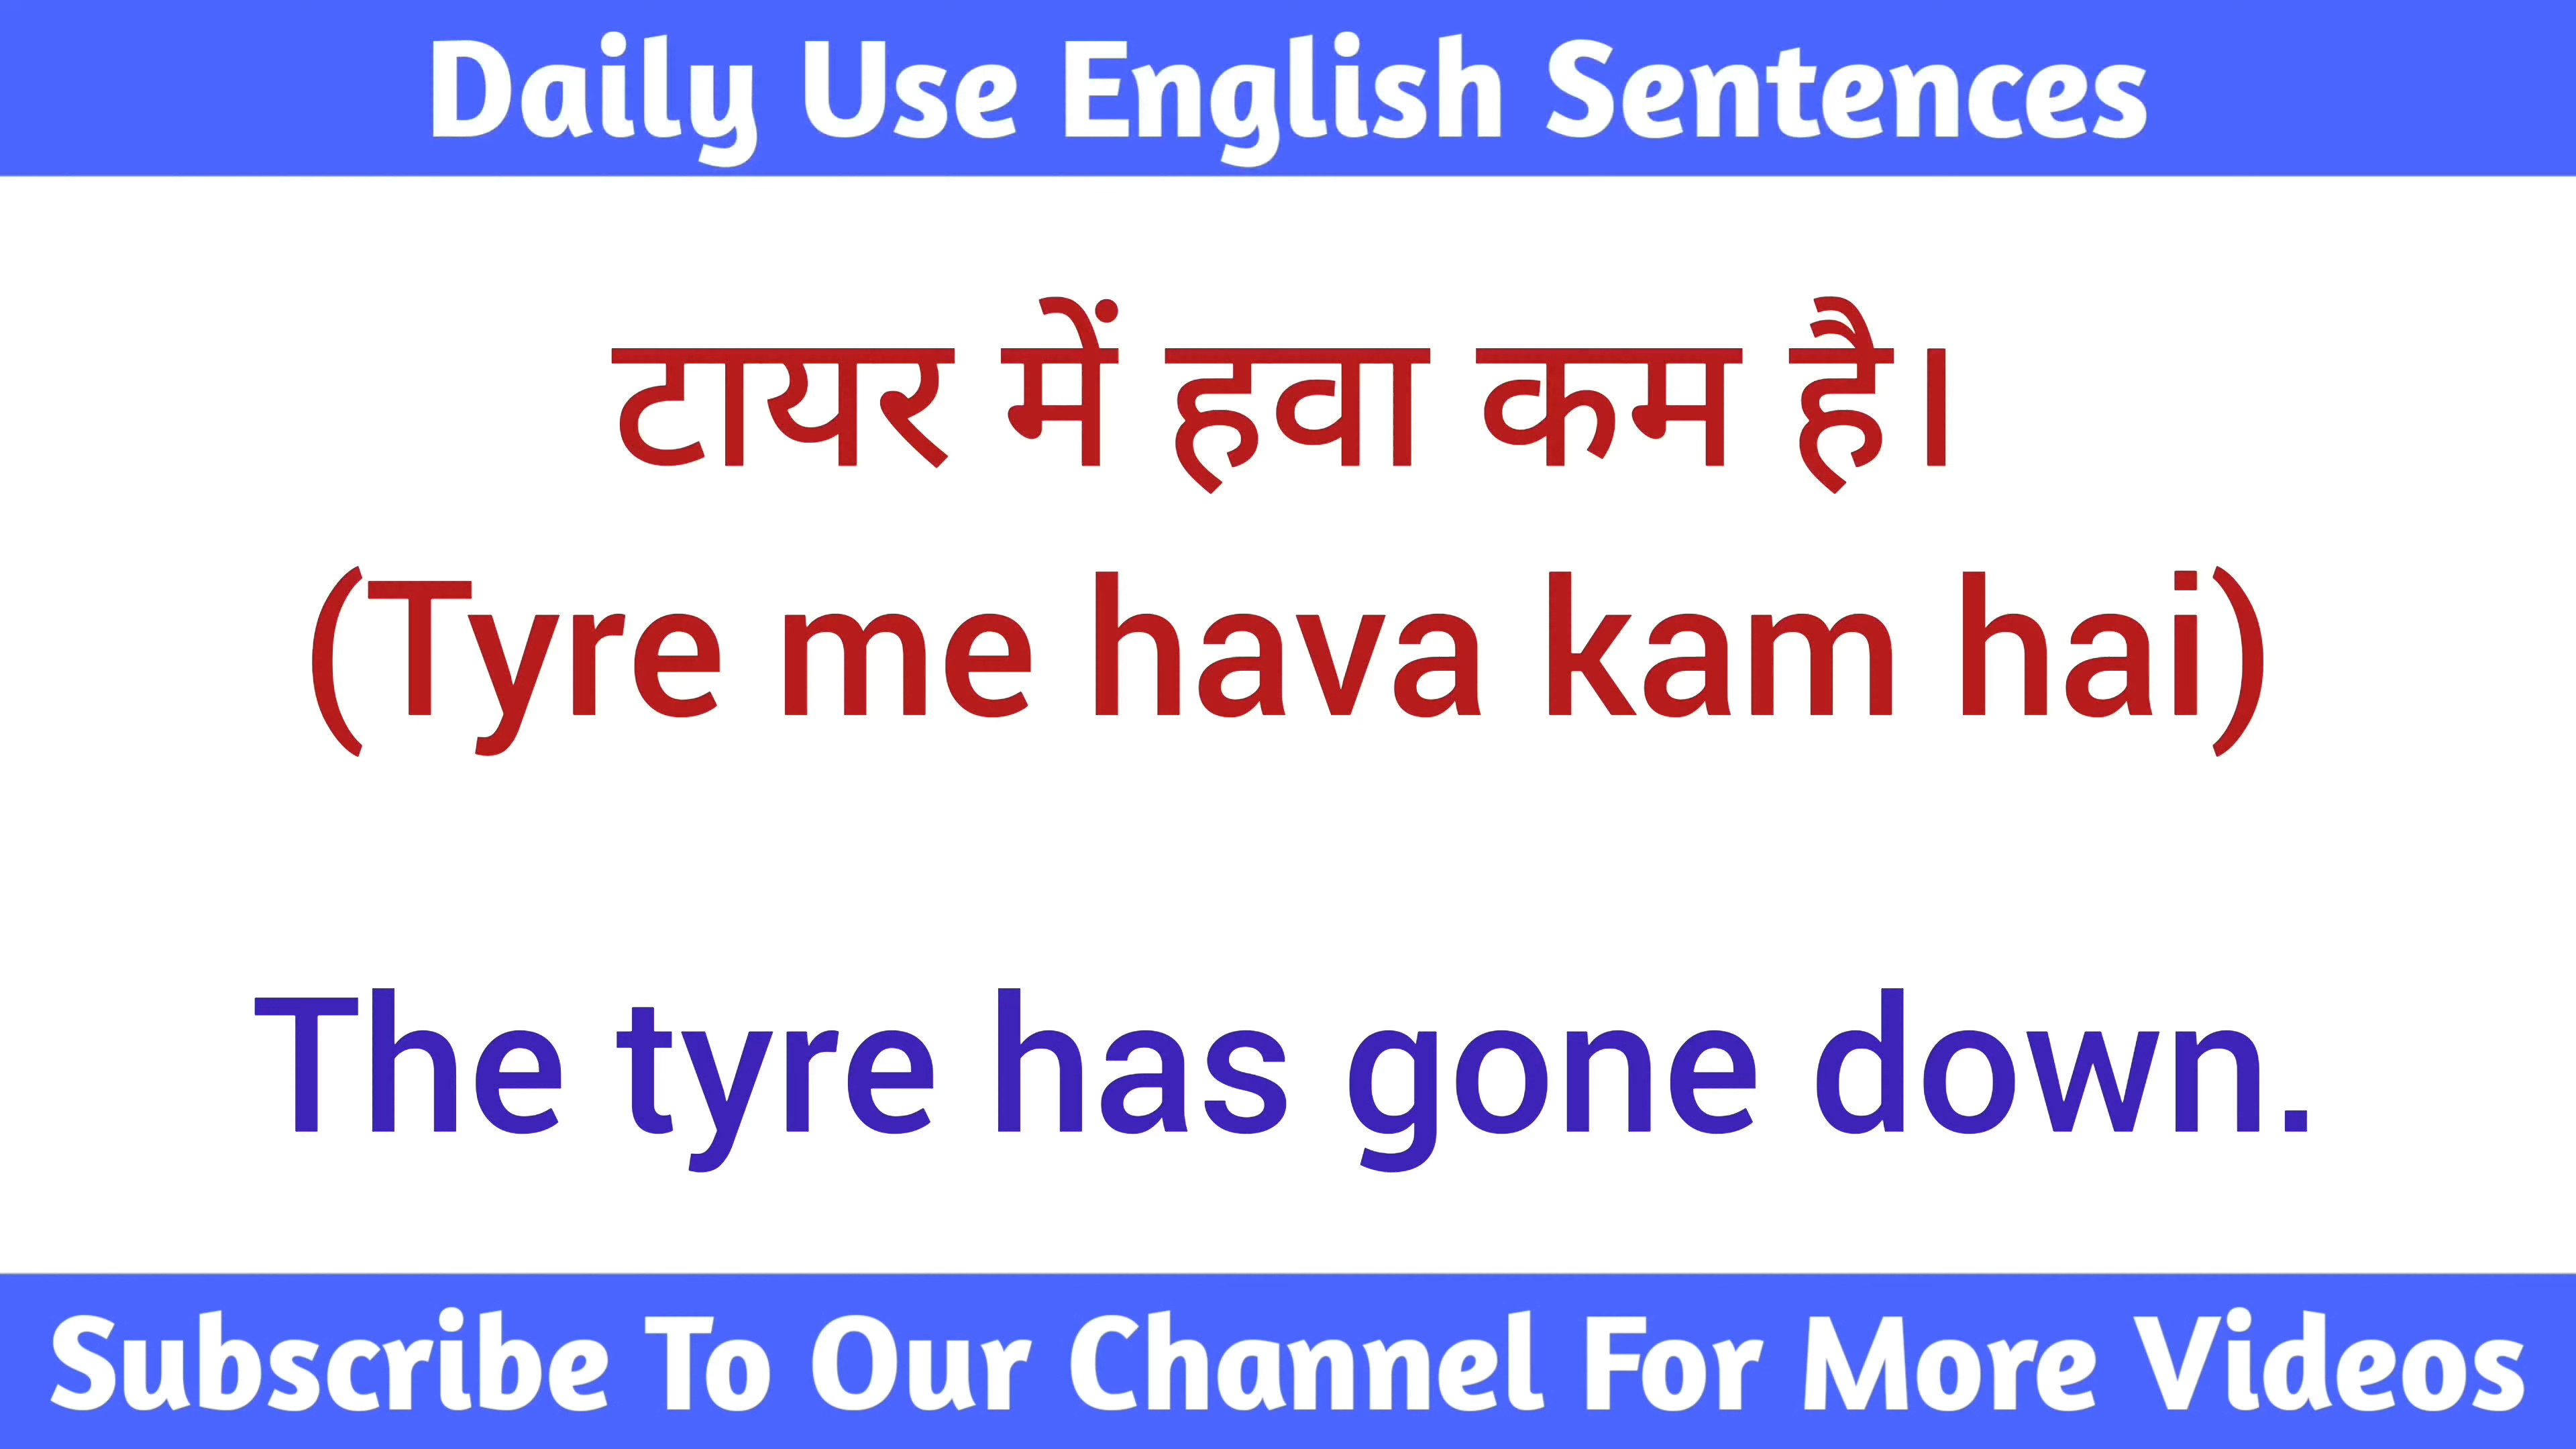 Daily Use English Sentences
टायर में हवा कम है।
(Tyre me hava kam hai)
The tyre has gone down.
Subscribe To Our Channel For More Videos